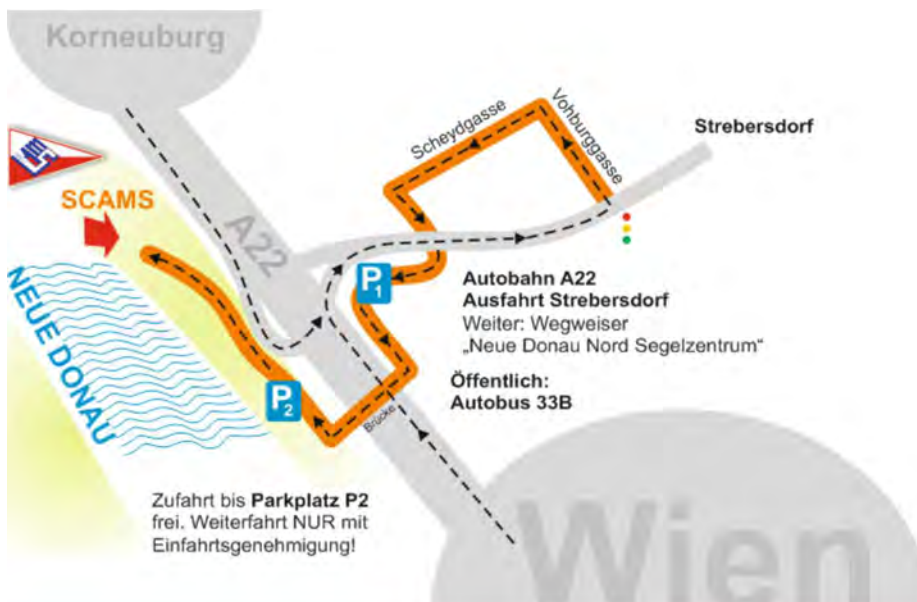 Korneuburg
Scheydgasse
Vohburggasse
Strebersdorf
SCAMS
A22
NEUE DONAU
P1
Autobahn A22
Ausfahrt Strebersdorf
Weiter: Wegweiser
„Neue Donau Nord Segelzentrum“
Öffentlich:
Autobus 33B
P2
Brücke
Zufahrt bis Parkplatz P2
frei. Weiterfahrt NUR mit
Einfahrtsgenehmigung!
Wien